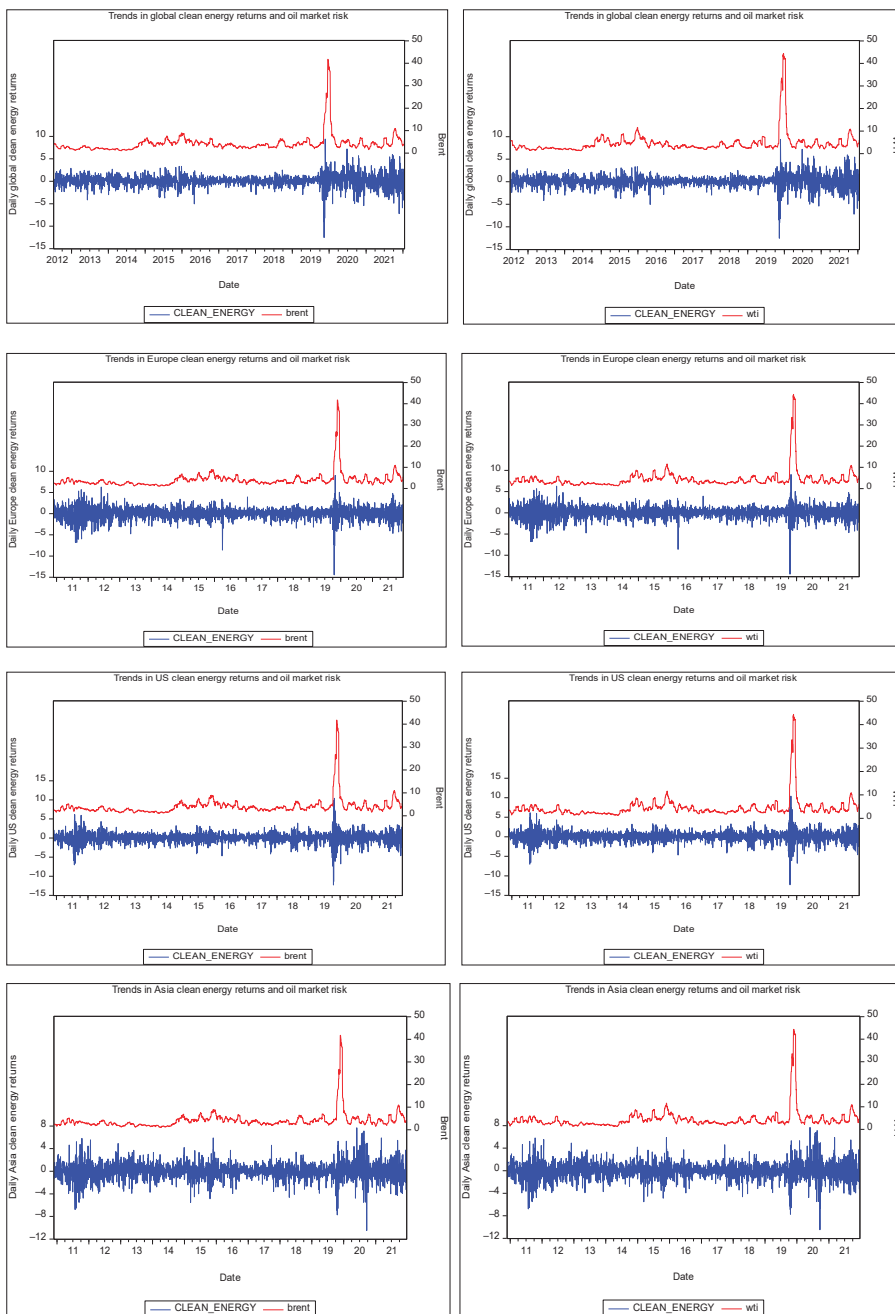 Trends in global clean energy returns and oil market risk
Daily global clean energy returns
10
5
0
–5
–10
–15
50
40
30
20
10
0
Brent
2012 2013 2014 2015 2016 2017 2018 2019 2020 2021
Date
CLEAN_ENERGY brent
Trends in global clean energy returns and oil market risk
Daily global clean energy returns
10
5
0
–5
–10
–15
50
40
30
20
10
0
2012 2013 2014 2015 2016 2017 2018 2019 2020 2021
Date
CLEAN_ENERGY wti
Trends in Europe clean energy returns and oil market risk
Daily Europe clean energy returns
10
5
0
–5
–10
–15
50
40
30
20
10
0
Brent
11 12 13 14 15 16 17 18 19 20 21
Date
CLEAN_ENERGY brent
Trends in Europe clean energy returns and oil market risk
Daily Europe clean energy returns
10
5
0
–5
–10
–15
50
40
30
20
10
0
11 12 13 14 15 16 17 18 19 20 21
Date
CLEAN_ENERGY wti
Trends in US clean energy returns and oil market risk
Daily US clean energy returns
15
10
5
0
–5
–10
–15
50
40
30
20
10
0
Brent
11 12 13 14 15 16 17 18 19 20 21
Date
CLEAN_ENERGY brent
Trends in US clean energy returns and oil market risk
Daily US clean energy returns
15
10
5
0
–5
–10
–15
50
40
30
20
10
0
11 12 13 14 15 16 17 18 19 20 21
Date
CLEAN_ENERGY wti
Trends in Asia clean energy returns and oil market risk
Daily Asia clean energy returns
8
4
0
–4
–8
–12
50
40
30
20
10
0
Brent
11 12 13 14 15 16 17 18 19 20 21
Date
CLEAN_ENERGY brent
Trends in Asia clean energy returns and oil market risk
Daily Asia clean energy returns
8
4
0
–4
–8
–12
50
40
30
20
10
0
11 12 13 14 15 16 17 18 19 20 21
Date
CLEAN_ENERGY wti